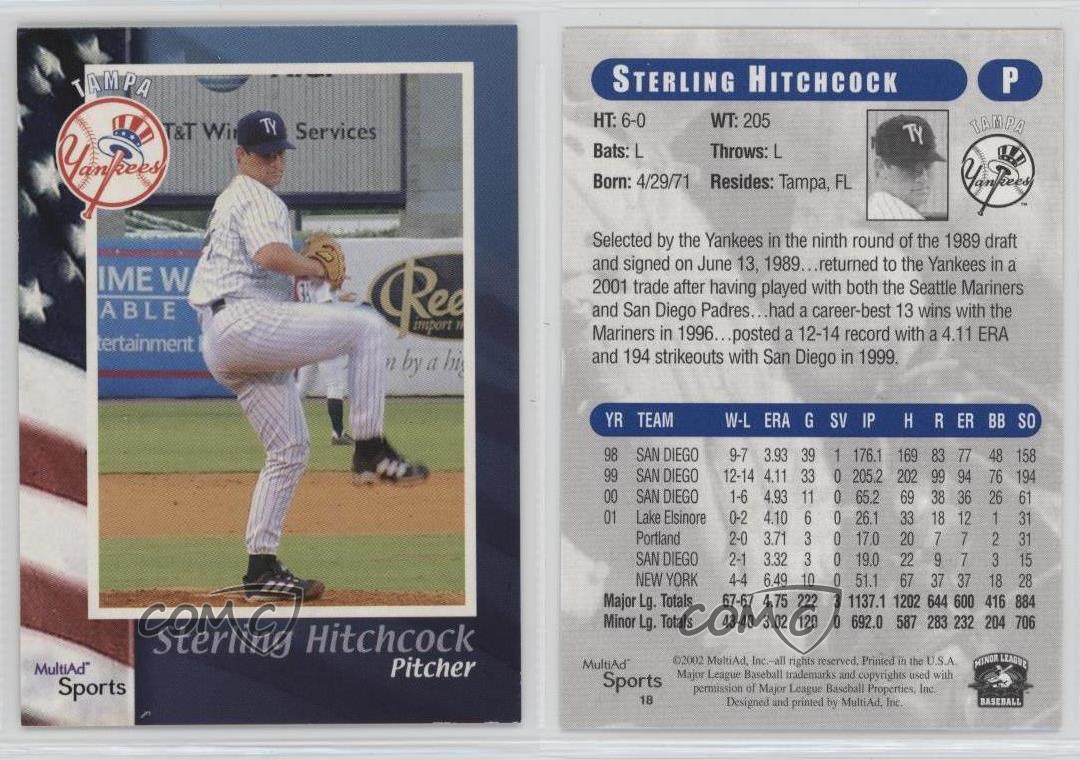 TAMPA
Yankees
TY
T&T Wir Services
IME WA
ABLE
tertainment
Ree
import m
n by a hig
COMC
Sterling Hitchcock
Pitcher
MultiAd™
Sports
STERLING HITCHCOCK P
HT: 6-0 WT: 205
Bats: L Throws: L
Born: 4/29/71 Resides: Tampa, FL
TY
TAMPA
Yankees
Selected by the Yankees in the ninth round of the 1989 draft
and signed on June 13, 1989...returned to the Yankees in a
2001 trade after having played with both the Seattle Mariners
and San Diego Padres...had a career-best 13 wins with the
Mariners in 1996...posted a 12-14 record with a 4.11 ERA
and 194 strikeouts with San Diego in 1999.
YR TEAM W-L ERA G SV IP H R ER BB SO
98 SAN DIEGO 9-7 3.93 39 1 176.1 169 83 77 48 158
99 SAN DIEGO 12-14 4.11 33 0 205.2 202 99 94 76 194
00 SAN DIEGO 1-6 4.93 11 0 65.2 69 38 36 26 61
01 Lake Elsinore 0-2 4.10 6 0 26.1 33 18 12 1 31
Portland 2-0 3.71 3 0 17.0 20 7 7 2 31
SAN DIEGO 2-1 3.32 3 0 19.0 22 9 7 3 15
NEW YORK 4-4 6.49 10 0 51.1 67 37 37 18 28
Major Lg. Totals 67-67 4.75 222 3 1137.1 1202 644 600 416 884
Minor Lg. Totals 43-40 3.02 120 0 692.0 587 283 232 204 706
COMC
MultiAd™
Sports
18
©2002 MultiAd, Inc.–all rights reserved. Printed in the U.S.A.
Major League Baseball trademarks and copyrights used with
permission of Major League Baseball Properties, Inc.
Designed and printed by MultiAd, Inc.
MINOR LEAGUE
BASEBALL